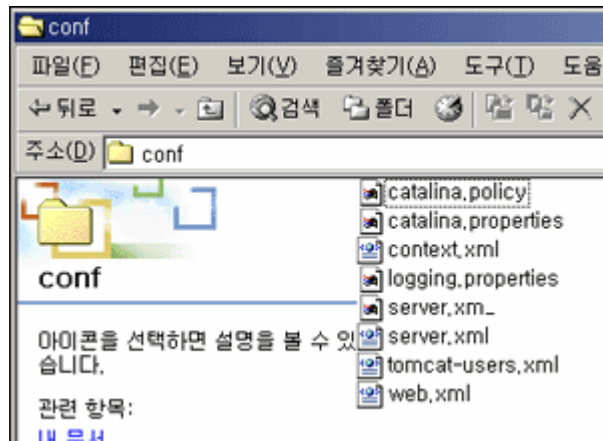 conf
파일(F) 편집(E) 보기(V) 즐겨찾기(A) 도구(T) 도움
뒤로 검색 폴더
주소(D) conf
conf
아이콘을 선택하면 설명을 볼 수 있
습니다.
관련 항목:
내 문서
catalina.policy
catalina.properties
context.xml
logging.properties
server.xm_
server.xml
tomcat-users.xml
web.xml